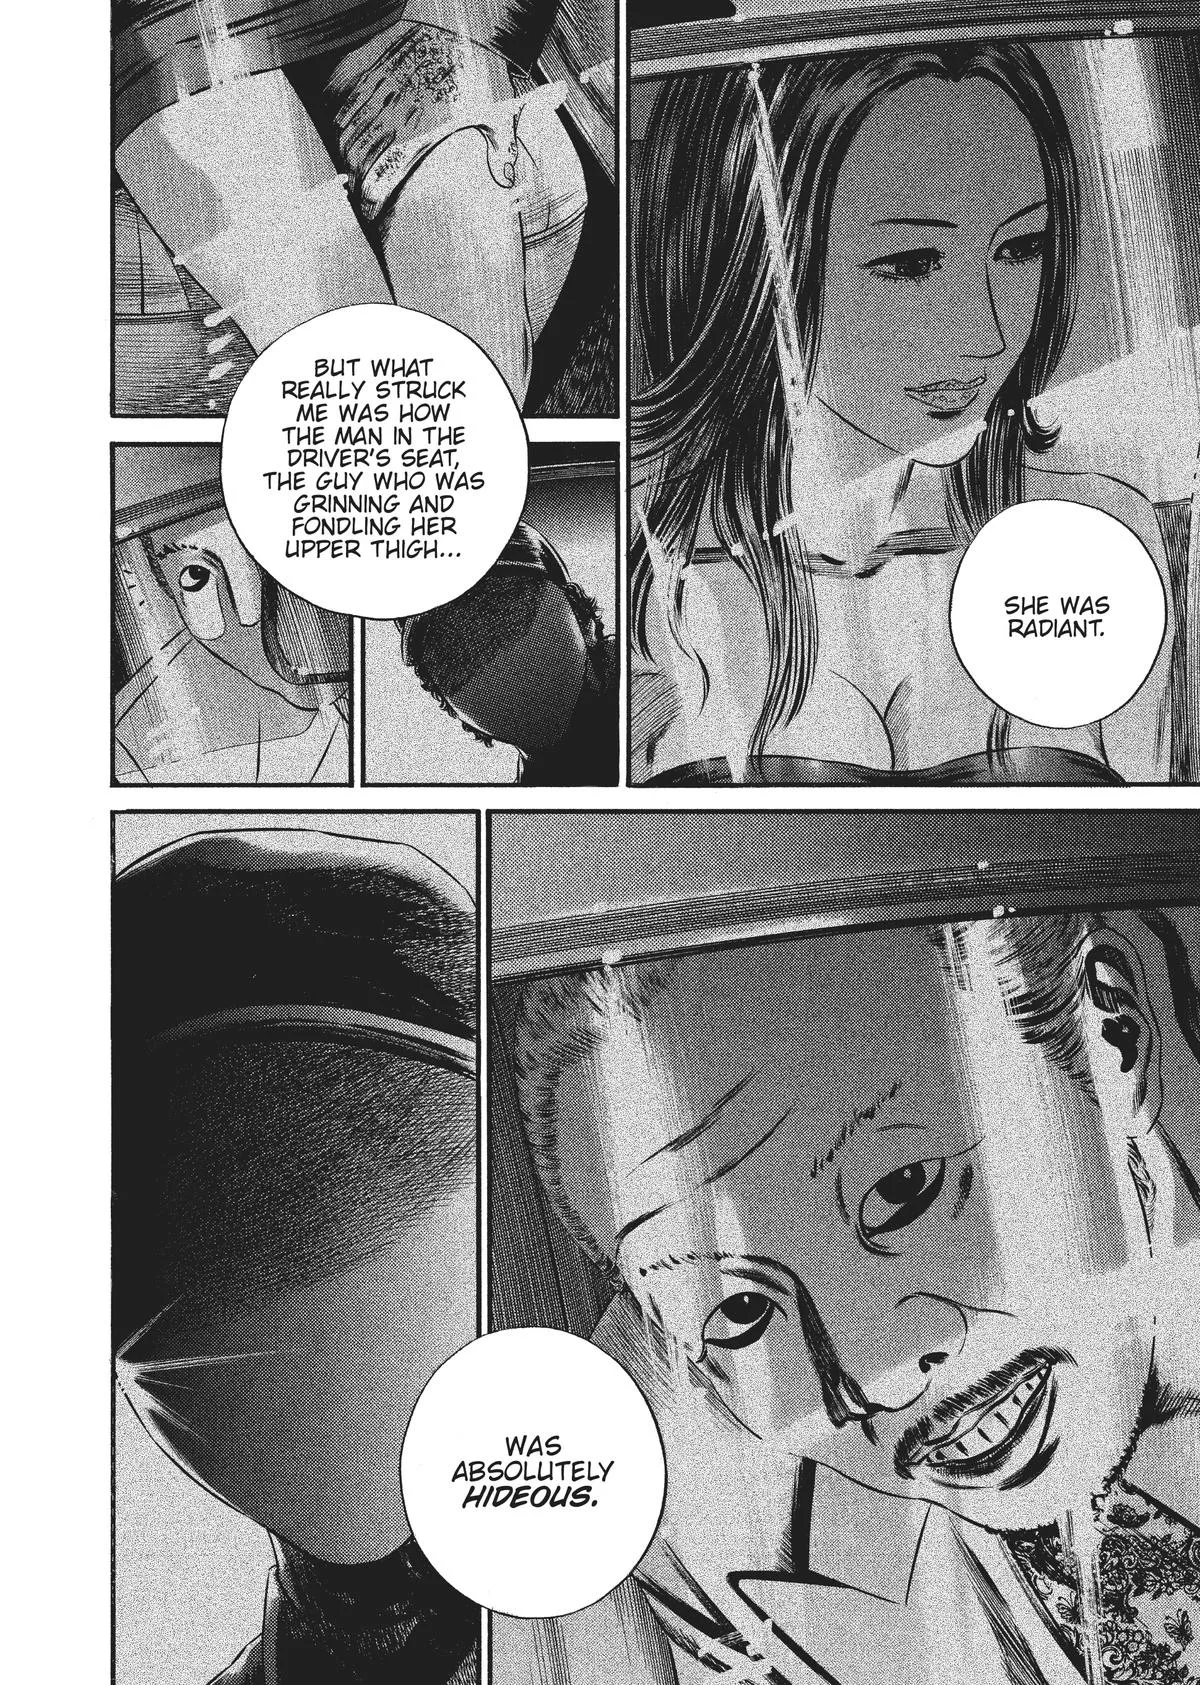 SHE WAS
RADIANT.
BUT WHAT
REALLY STRUCK
ME WAS HOW
THE MAN IN THE
DRIVER'S SEAT,
THE GUY WHO WAS
GRINNING AND
FONDLING HER
UPPER THIGH...
WAS
ABSOLUTELY
HIDEOUS.